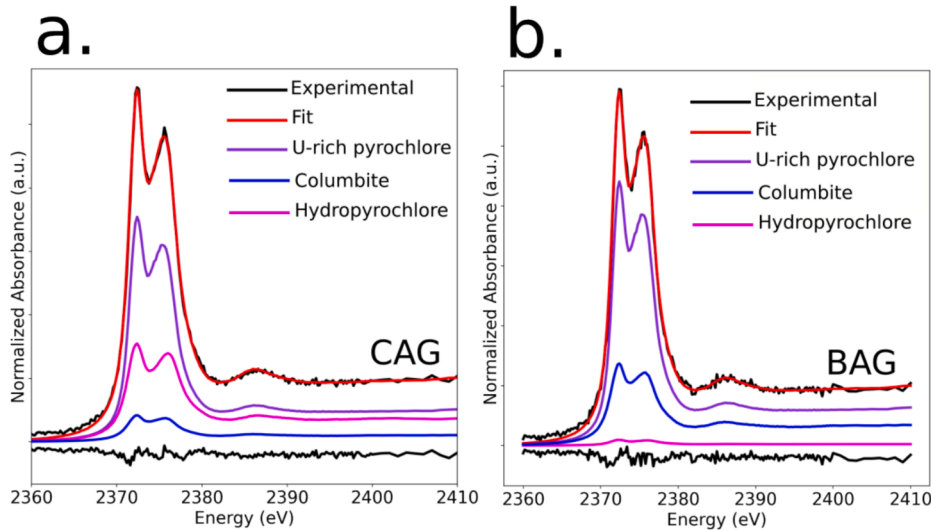 a.
Experimental
Fit
U-rich pyrochlore
Columbite
Hydropyrochlore
CAG
Normalized Absorbance (a.u.)
2360 2370 2380 2390 2400 2410
Energy (eV)
b.
Experimental
Fit
U-rich pyrochlore
Columbite
Hydropyrochlore
BAG
Normalized Absorbance (a.u.)
2360 2370 2380 2390 2400 2410
Energy (eV)